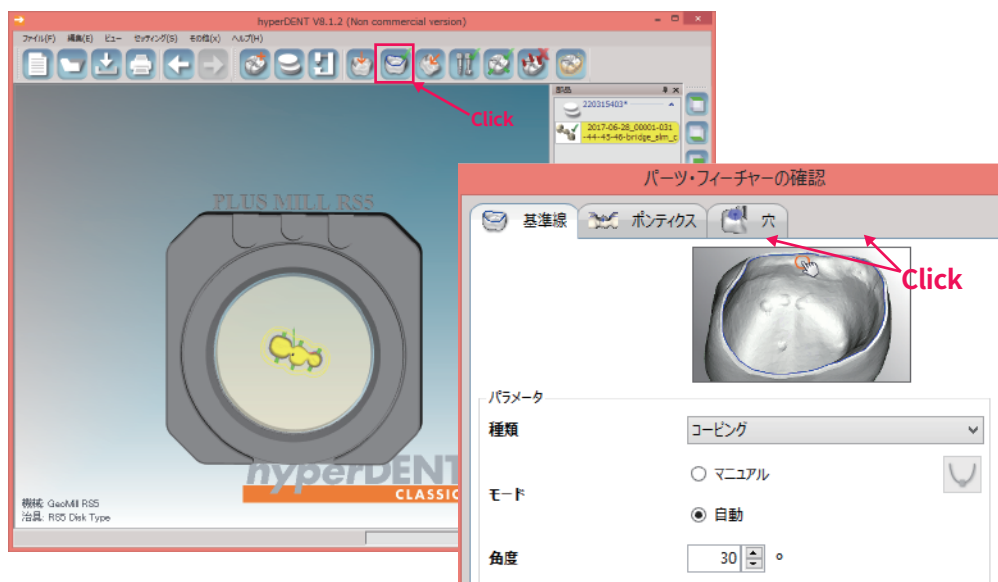 hyperDENT V8.1.2 (Non commercial version)
ファイル(F) 編集(E) ビュー セッティング(S) その他(x) ヘルプ(H)
Click
部品
220315403*
2017-06-28_00001-031
-44-45-46-bridge_slm_c
PLUS MILL RS5
hyperDENT
CLASSIC
機械: GeoMill RS5
治具: RS5 Disk Type
パーツ・フィーチャーの確認
基準線 ポンティクス 穴
Click
パラメータ
種類 コーピング
モード マニュアル
自動
角度 30 °